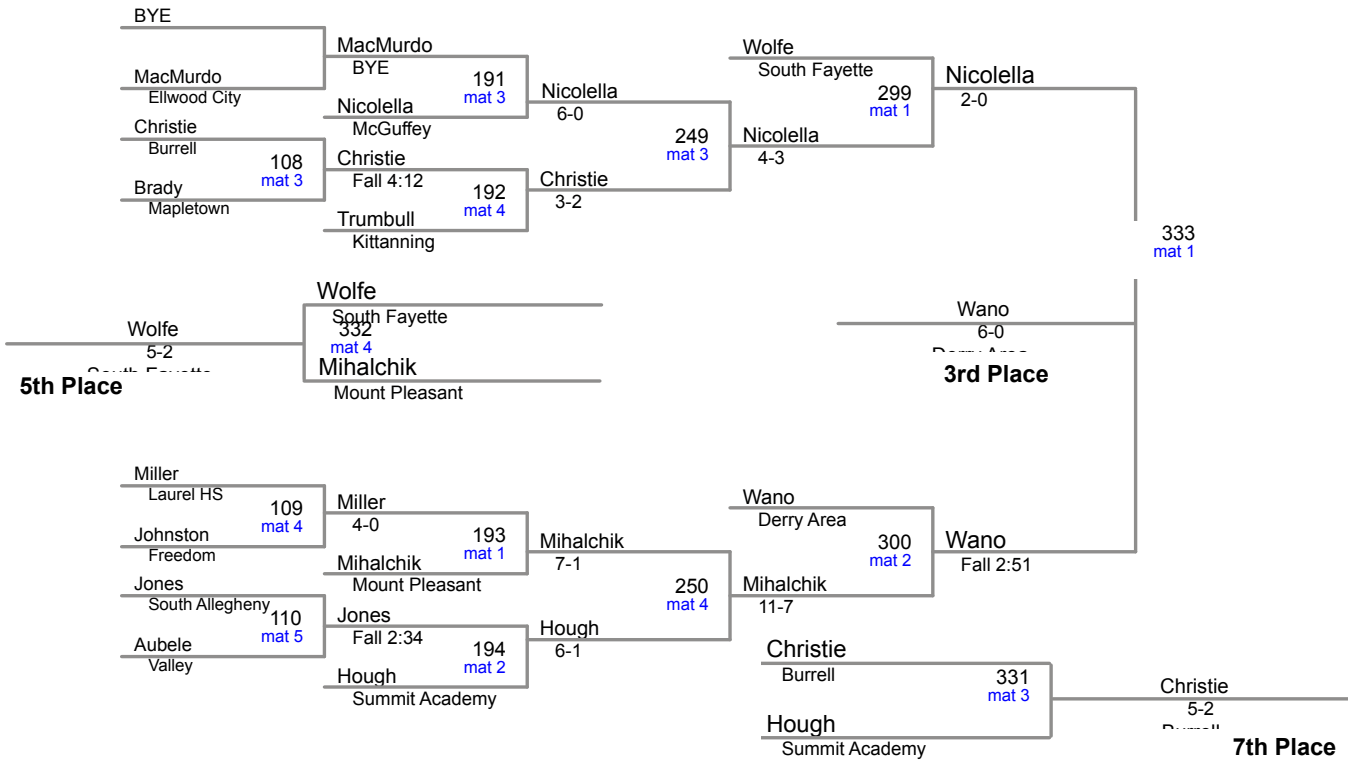 BYE
MacMurdo
Ellwood City
Christie
Burrell
108
mat 3
Brady
Mapletown
MacMurdo
BYE
191
mat 3
Nicolella
McGuffey
Christie
Fall 4:12
192
mat 4
Trumbull
Kittanning
Nicolella
6-0
249
mat 3
Christie
3-2
Wolfe
South Fayette
299
mat 1
Nicolella
4-3
Nicolella
2-0
333
mat 1
Wolfe
South Fayette
332
mat 4
Mihalchik
Mount Pleasant
Wolfe
5-2
5th Place
Wano
6-0
3rd Place
Miller
Laurel HS
109
mat 4
Johnston
Freedom
Jones
South Allegheny
110
mat 5
Aubele
Valley
Miller
4-0
193
mat 1
Mihalchik
Mount Pleasant
Jones
Fall 2:34
194
mat 2
Hough
Summit Academy
Mihalchik
7-1
250
mat 4
Hough
6-1
Wano
Derry Area
300
mat 2
Mihalchik
11-7
Wano
Fall 2:51
Christie
Burrell
331
mat 3
Hough
Summit Academy
Christie
5-2
7th Place